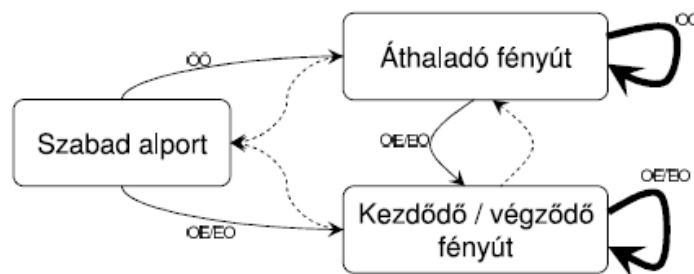 Áthaladó fényút
Szabad alport
OE/EO
OE/EO
Kezdődő / végződő
fényút
OE/EO